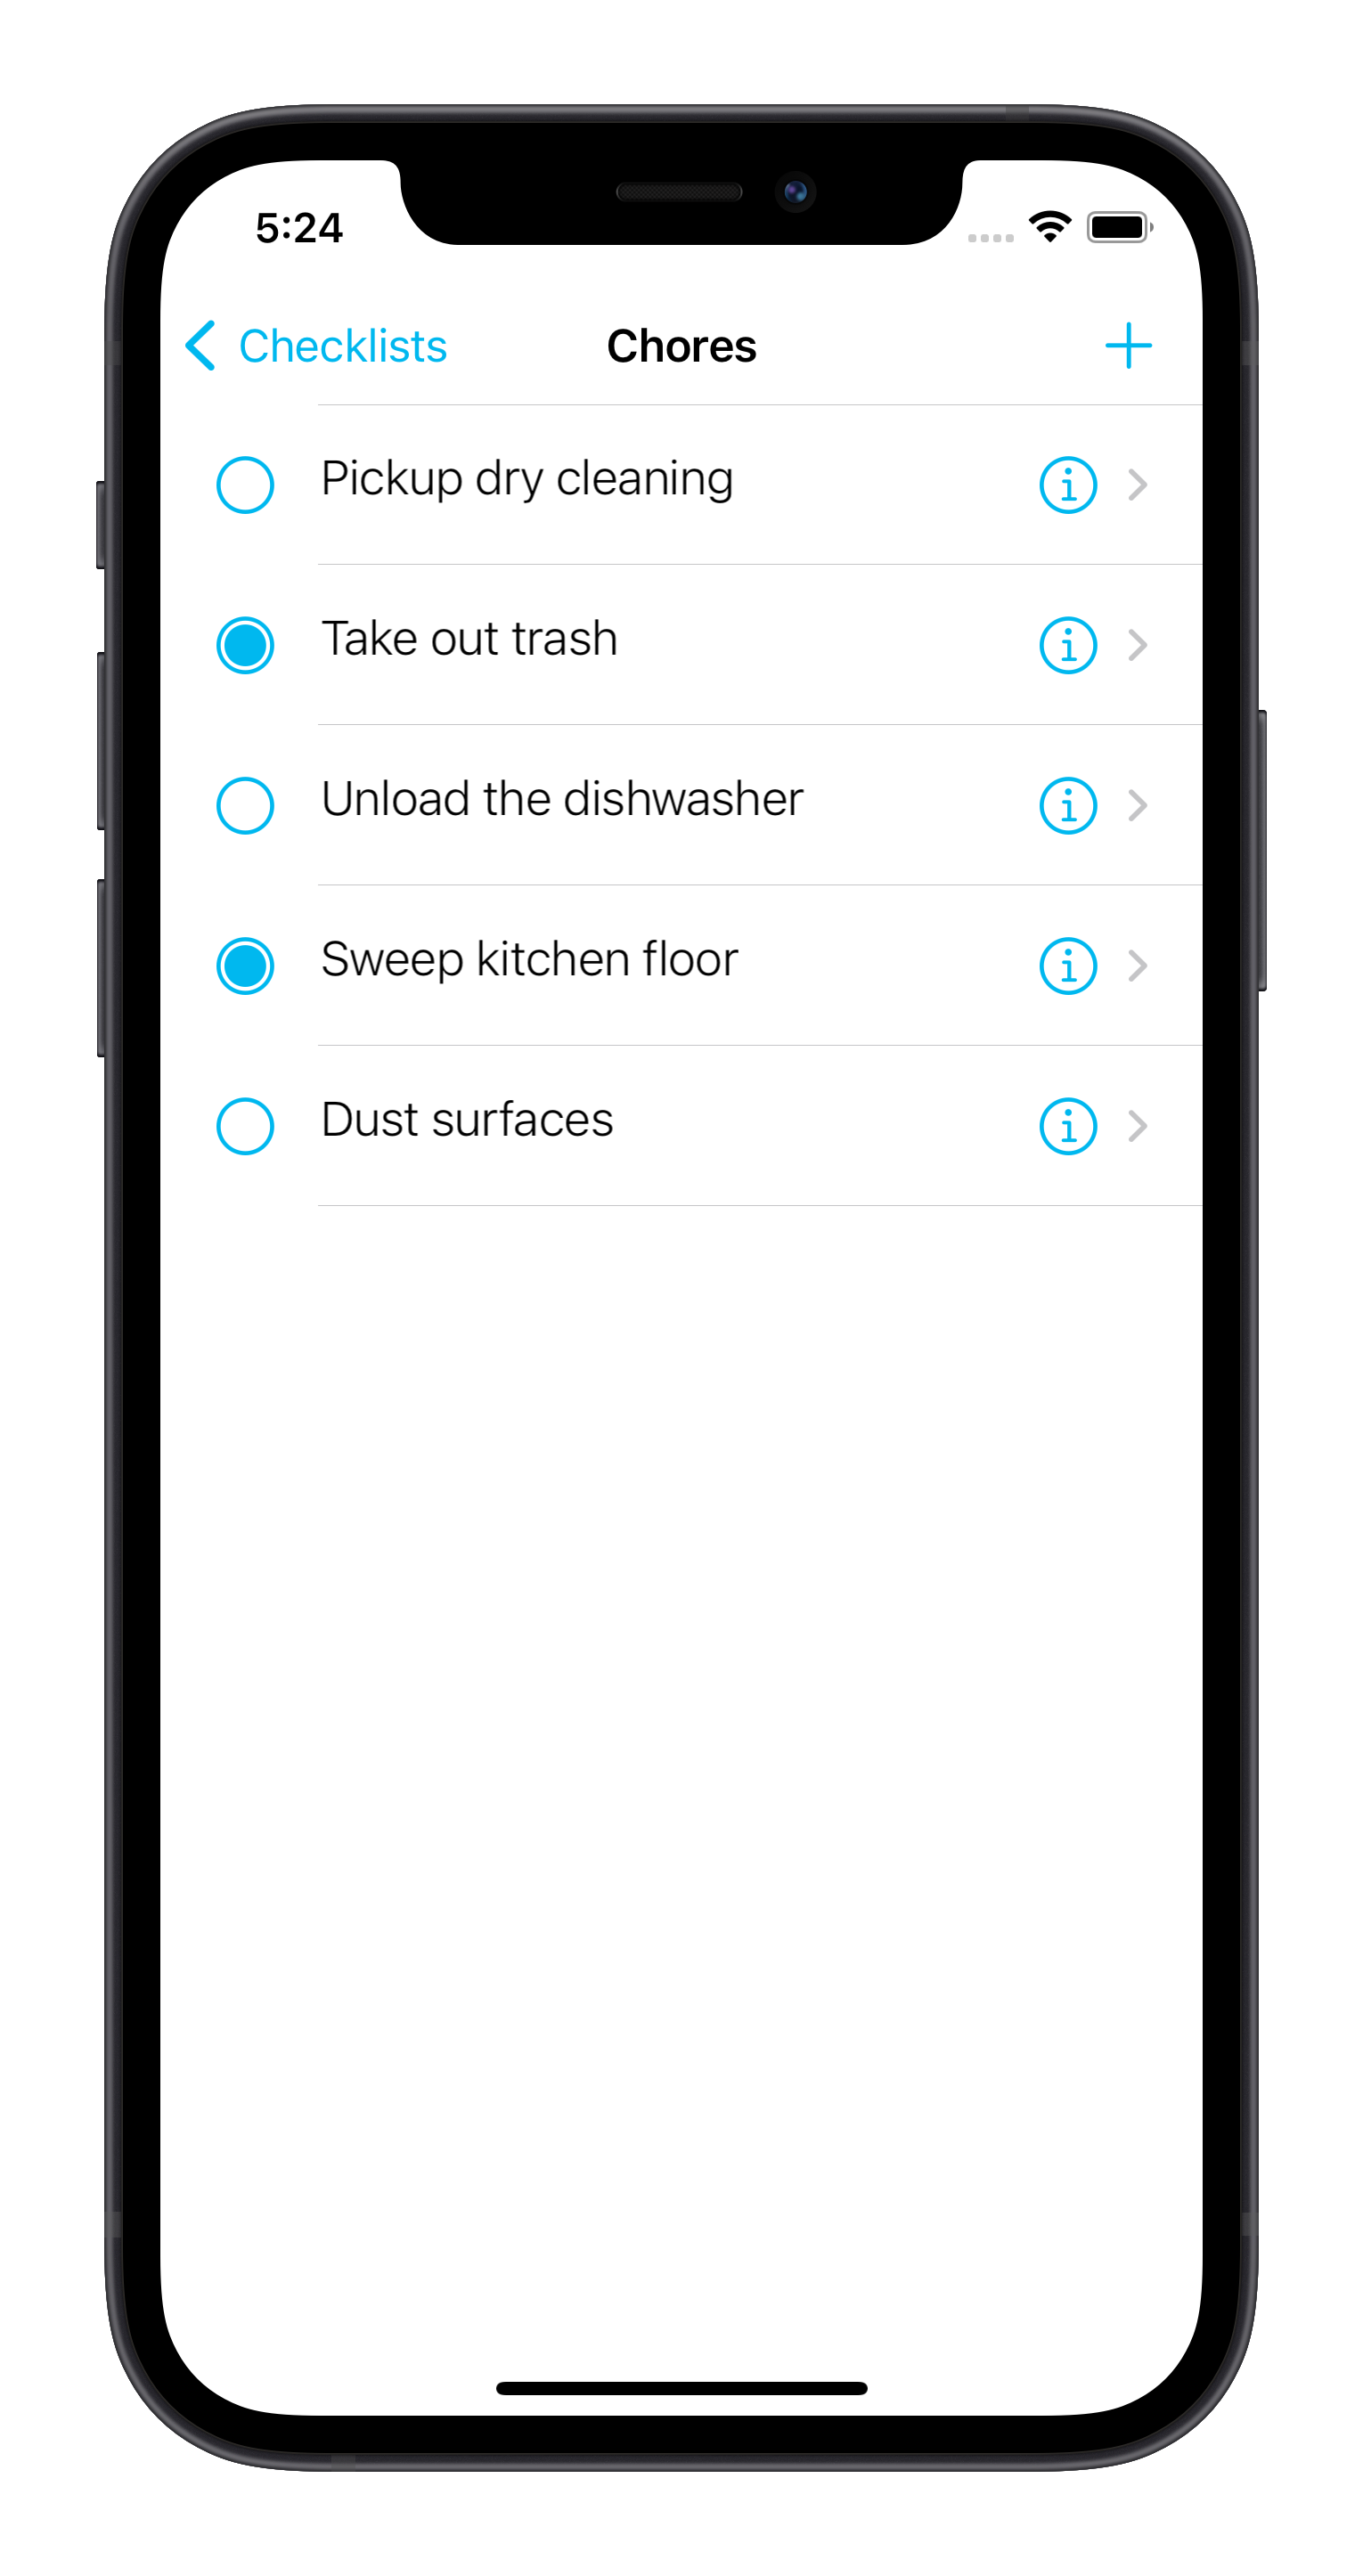 5:24
Checklists Chores
Pickup dry cleaning
Take out trash
Unload the dishwasher
Sweep kitchen floor
Dust surfaces